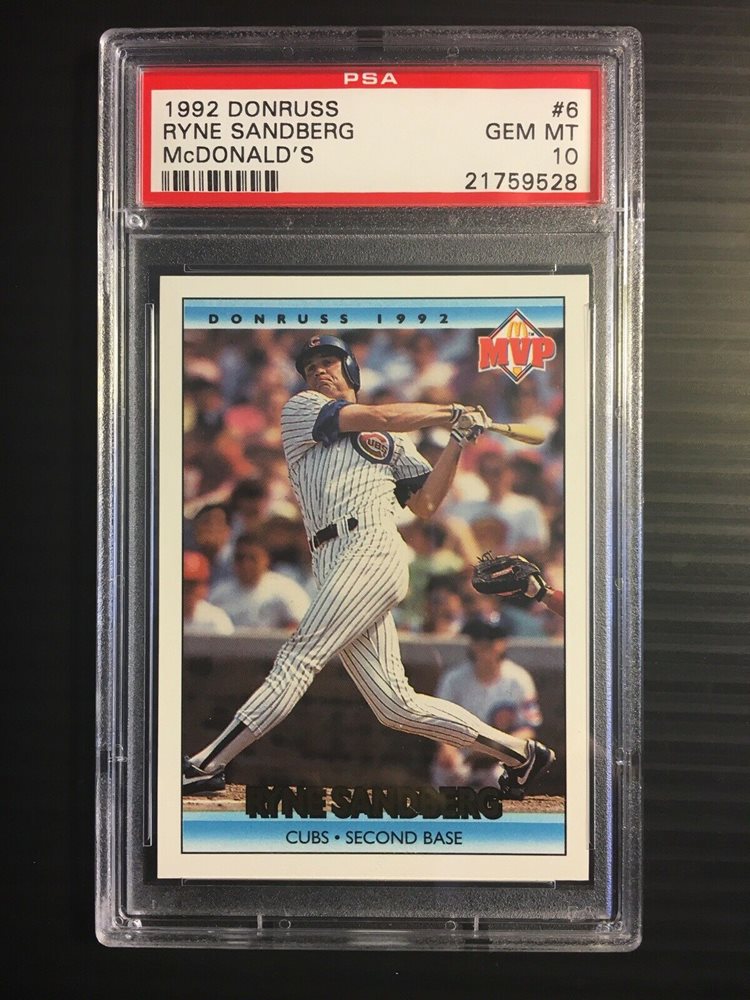 PSA
1992 DONRUSS #6
RYNE SANDBERG GEM MT
McDONALD'S 10
21759528
DONRUSS 1992
MVP
C
CUBS
RYNE SANDBERG
CUBS • SECOND BASE